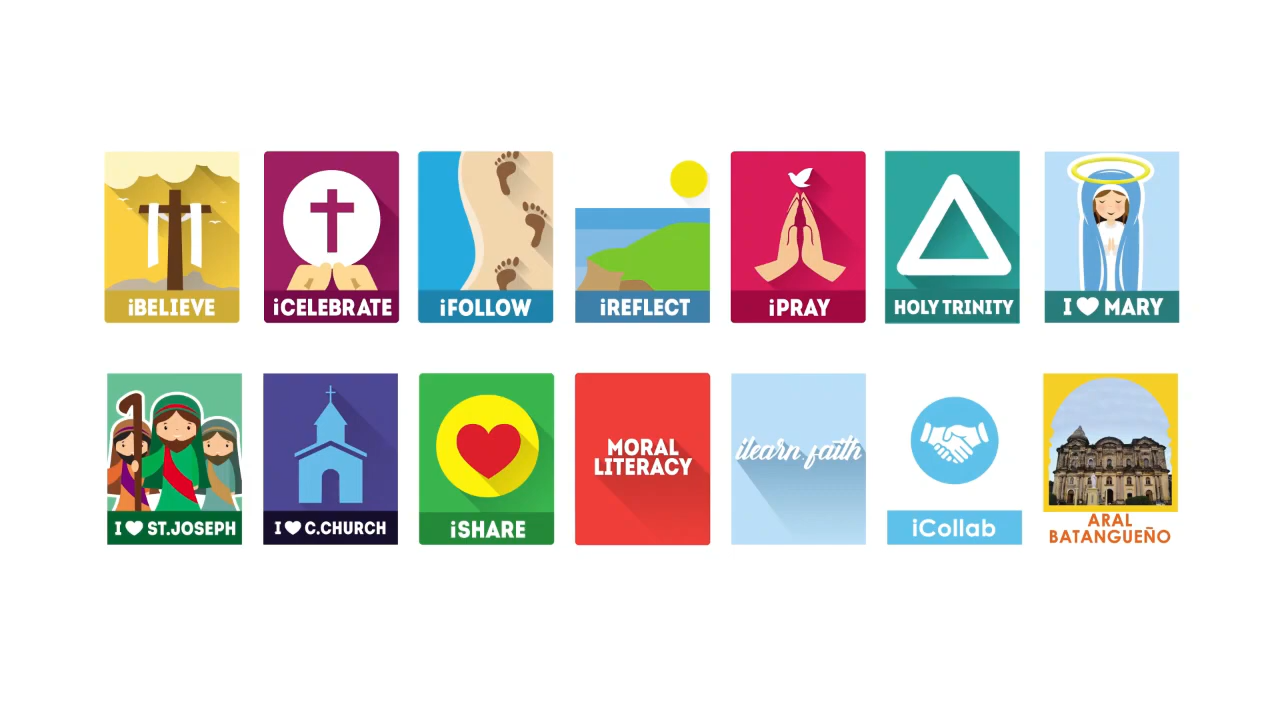 iBELIEVE
iCELEBRATE
iFOLLOW
iREFLECT
iPRAY
HOLY TRINITY
I ♥ MARY
I ♥ ST.JOSEPH
I ♥ C.CHURCH
iSHARE
MORAL
LITERACY
ilearn.faith
iCollab
ARAL
BATANGUEÑO